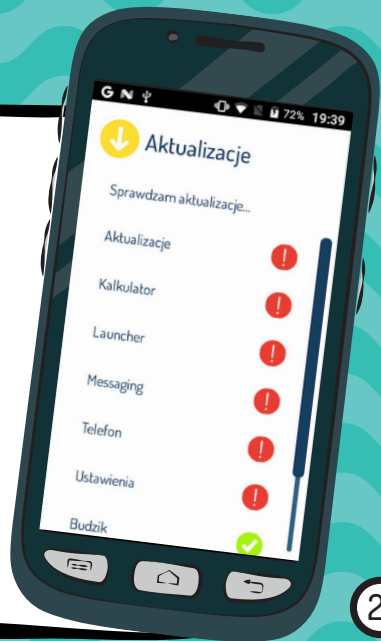 G N 72% 19:39
Aktualizacje
Sprawdzam aktualizacje...
Aktualizacje
Kalkulator
Launcher
Messaging
Telefon
Ustawienia
Budzik
2